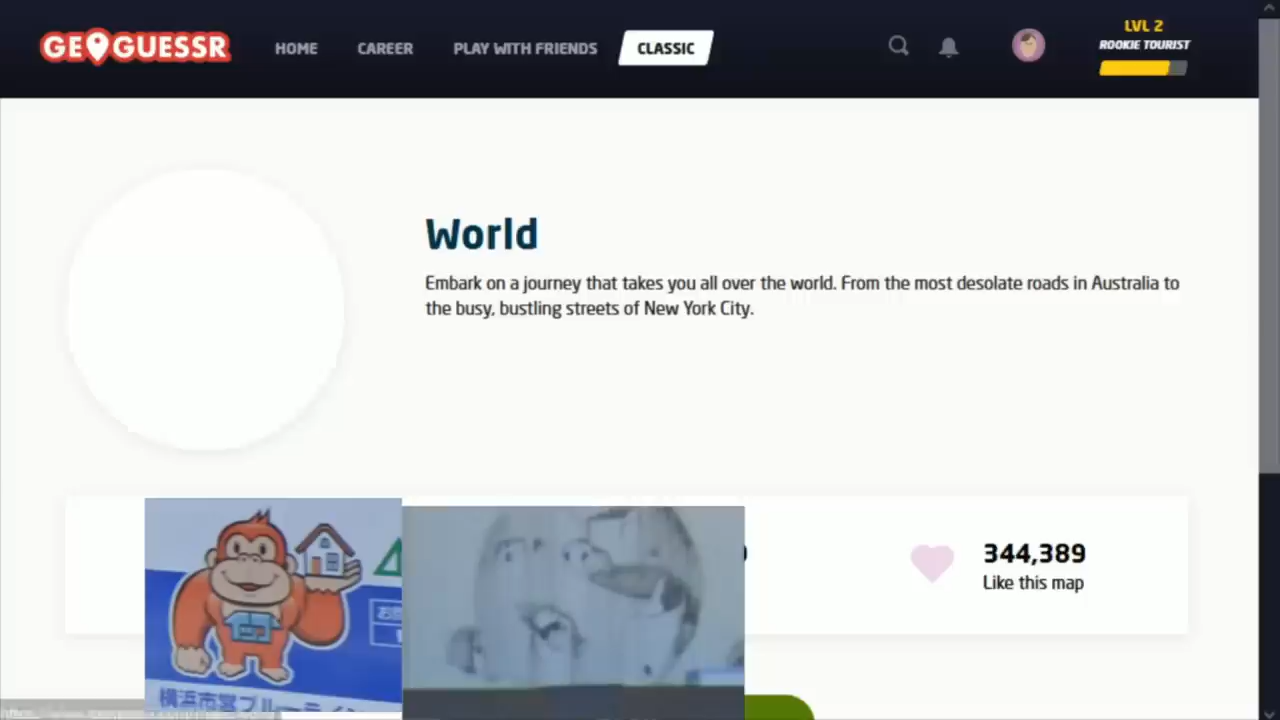 GEOGUESSR
HOME
CAREER
PLAY WITH FRIENDS
CLASSIC
LVL 2
ROOKIE TOURIST
World
Embark on a journey that takes you all over the world. From the most desolate roads in Australia to
the busy, bustling streets of New York City.
344,389
Like this map
横浜市営ブルーライン